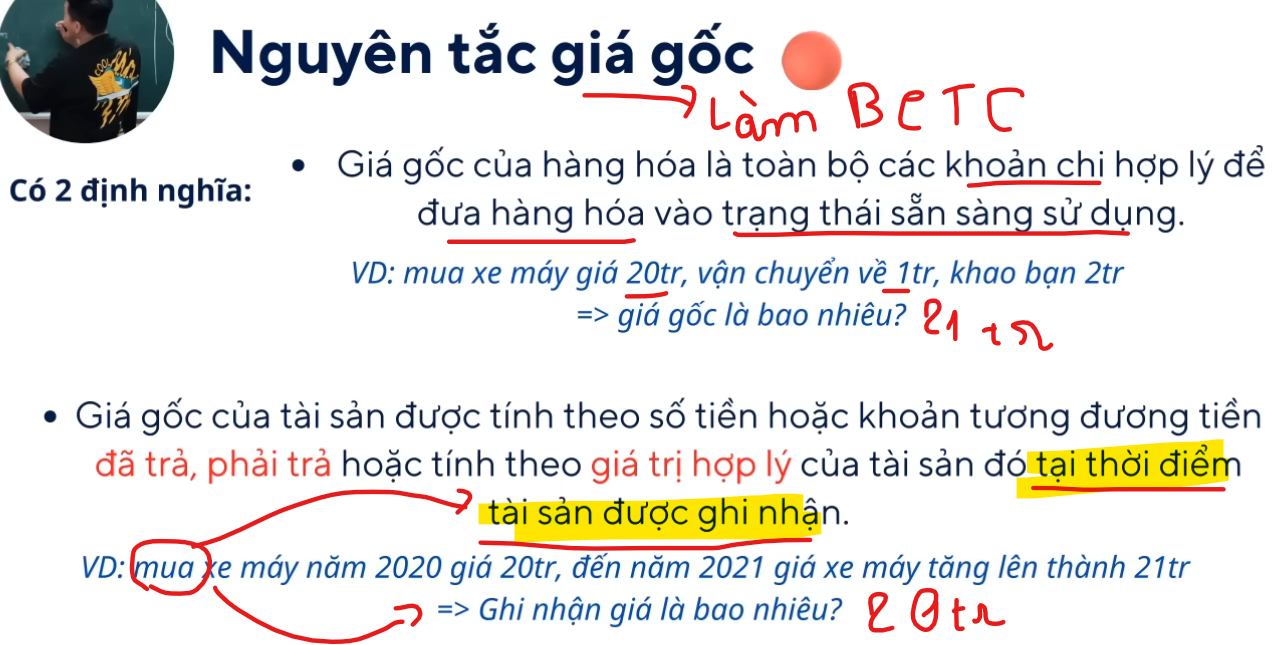 Nguyên tắc giá gốc
Làm BCTC
Có 2 định nghĩa:
• Giá gốc của hàng hóa là toàn bộ các khoản chi hợp lý để
đưa hàng hóa vào trạng thái sẵn sàng sử dụng.
VD: mua xe máy giá 20tr, vận chuyển về 1tr, khao bạn 2tr
=> giá gốc là bao nhiêu? 21 tr
• Giá gốc của tài sản được tính theo số tiền hoặc khoản tương đương tiền
đã trả, phải trả hoặc tính theo giá trị hợp lý của tài sản đó tại thời điểm
tài sản được ghi nhận.
VD: mua xe máy năm 2020 giá 20tr, đến năm 2021 giá xe máy tăng lên thành 21tr
=> Ghi nhận giá là bao nhiêu? 20tr